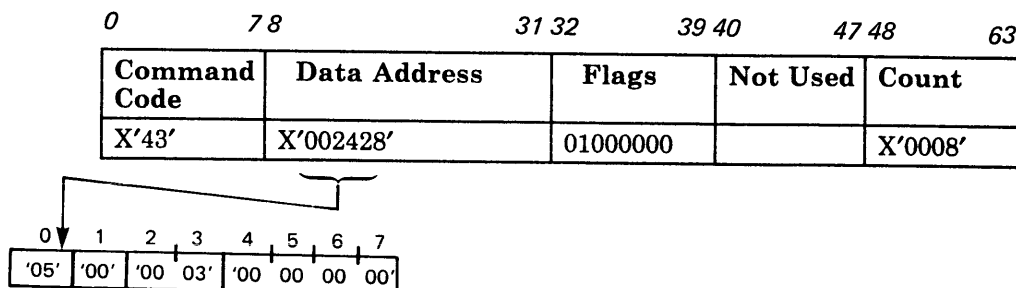 0 7 8 31 32 39 40 47 48 63
Command Code Data Address Flags Not Used Count
X'43' X'002428' 01000000 X'0008'
0 1 2 3 4 5 6 7
'05' '00' '00 03' '00 00 00 00'